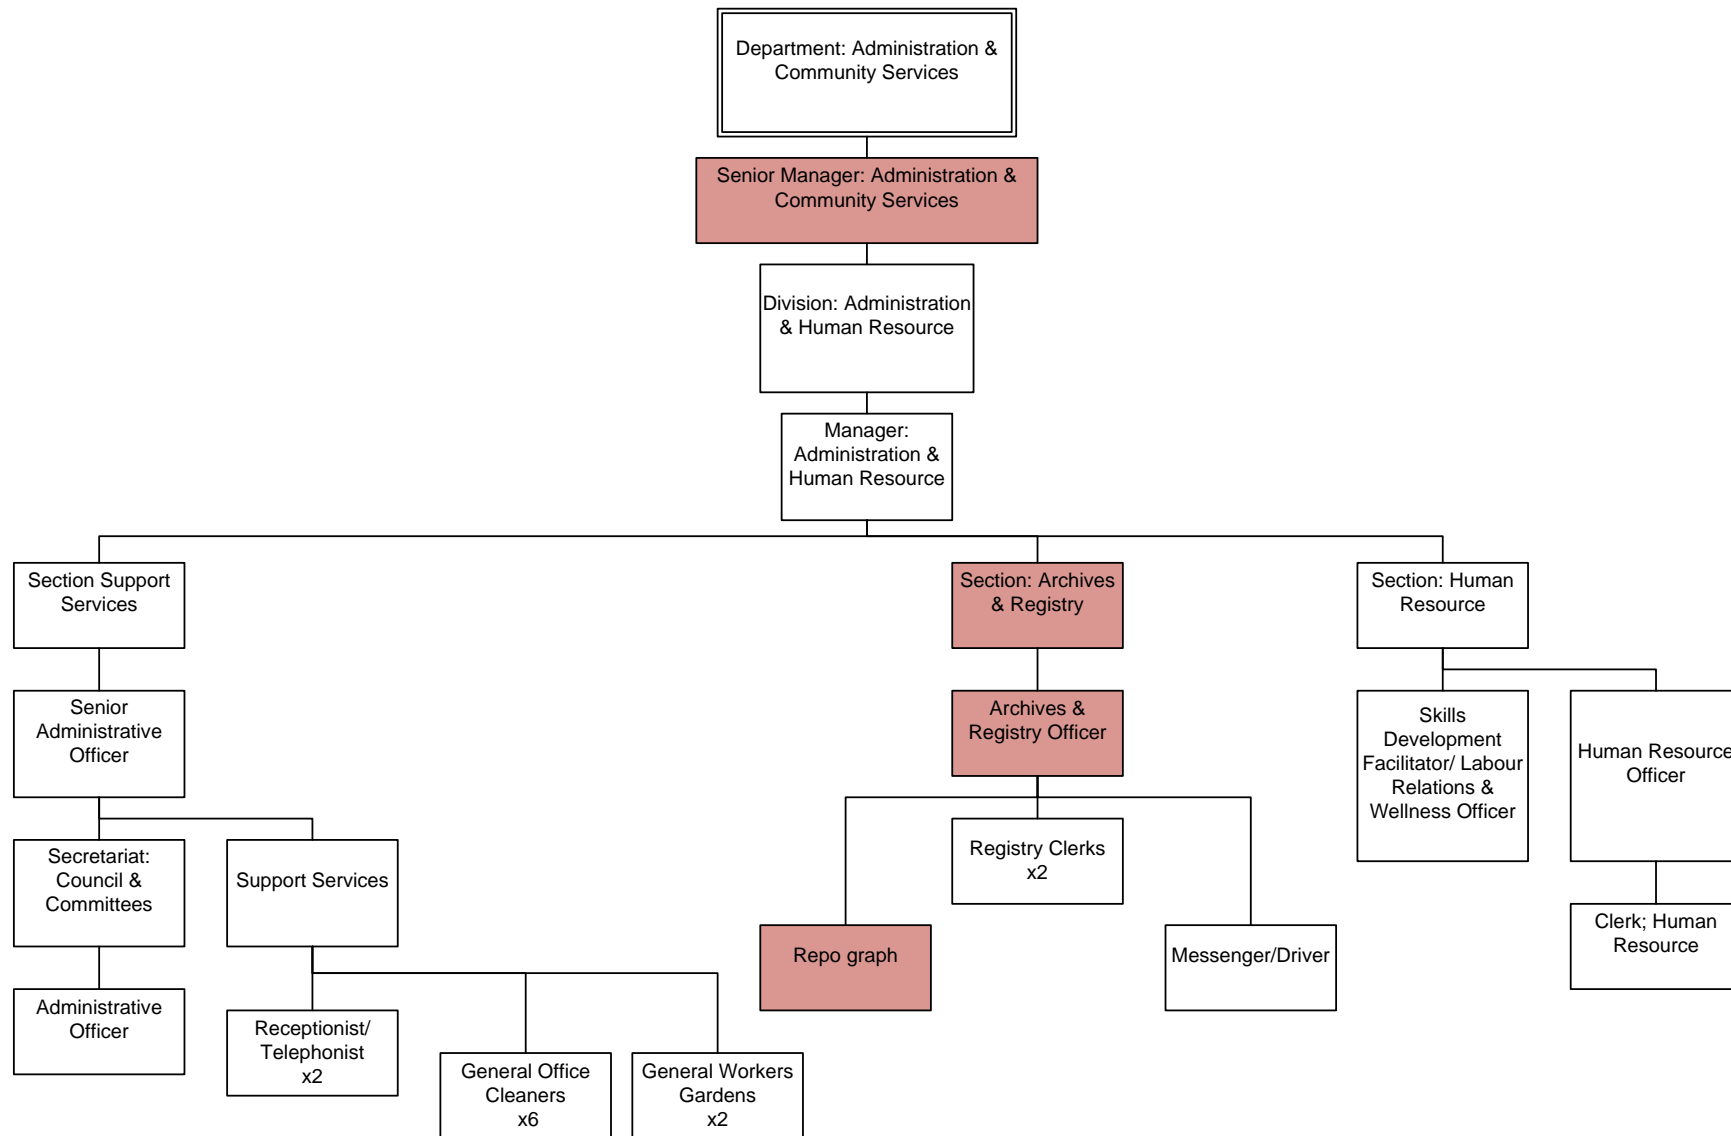 Department: Administration &
Community Services
Senior Manager: Administration &
Community Services
Division: Administration
& Human Resource
Manager:
Administration &
Human Resource
Section Support
Services
Section: Archives
& Registry
Section: Human
Resource
Senior
Administrative
Officer
Archives &
Registry Officer
Skills
Development
Facilitator/ Labour
Relations &
Wellness Officer
Human Resource
Officer
Secretariat:
Council &
Committees
Support Services
Registry Clerks
x2
Repo graph
Messenger/Driver
Clerk; Human
Resource
Administrative
Officer
Receptionist/
Telephonist
x2
General Office
Cleaners
x6
General Workers
Gardens
x2